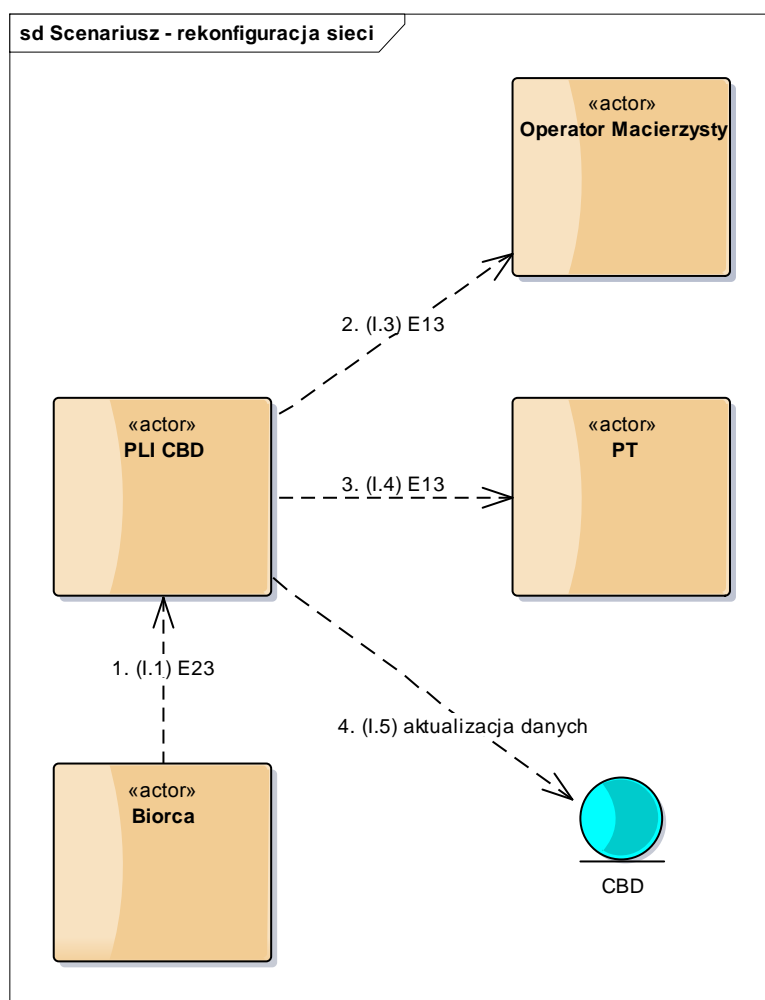 sd Scenariusz - rekonfiguracja sieci
«actor»
Operator Macierzysty
2. (I.3) E13
«actor»
PLI CBD
«actor»
PT
3. (I.4) E13
1. (I.1) E23
4. (I.5) aktualizacja danych
«actor»
Biorca
CBD